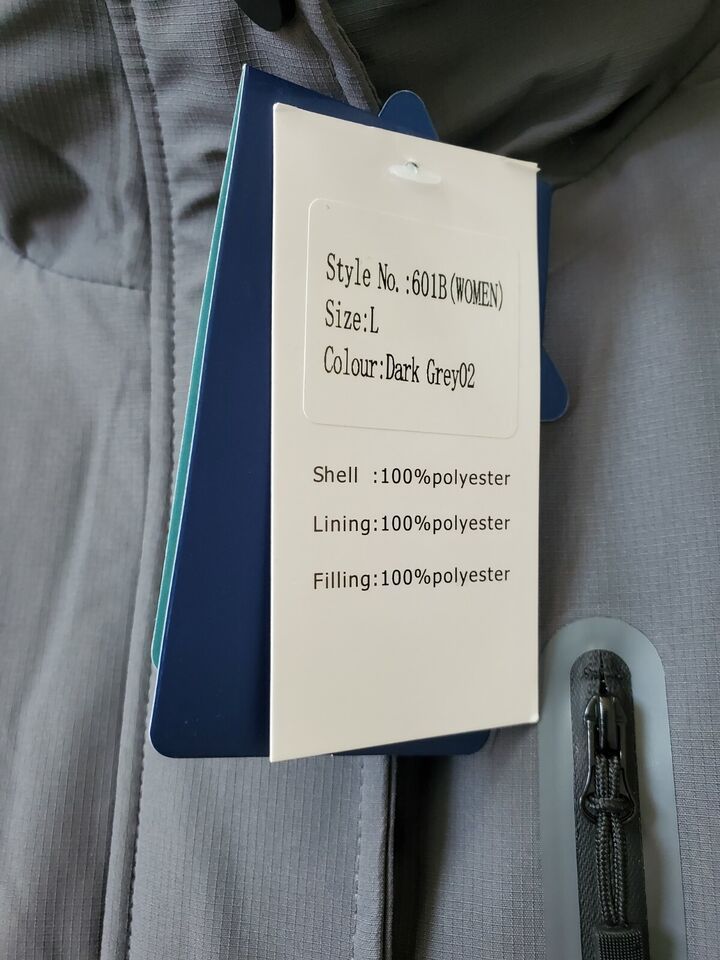 Style No.:601B(WOMEN)
Size:L
Colour:Dark Grey02
Shell :100%polyester
Lining:100%polyester
Filling:100%polyester